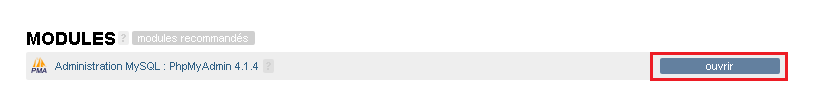 MODULES ? modules recommandés
PMA Administration MySQL : PhpMyAdmin 4.1.4 ? ouvrir